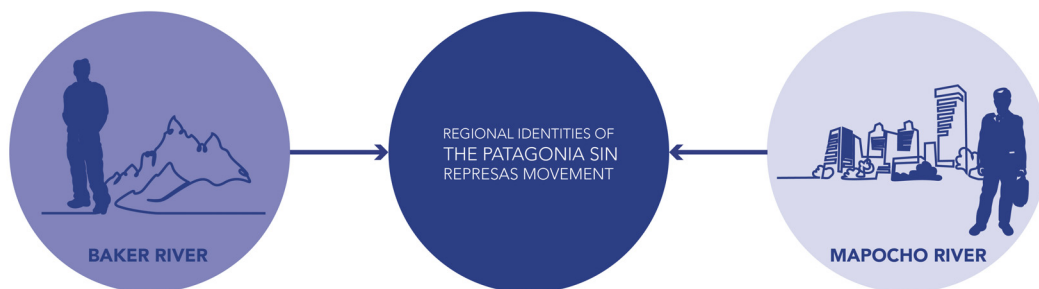 BAKER RIVER
REGIONAL IDENTITIES OF
THE PATAGONIA SIN
REPRESAS MOVEMENT
MAPOCHO RIVER